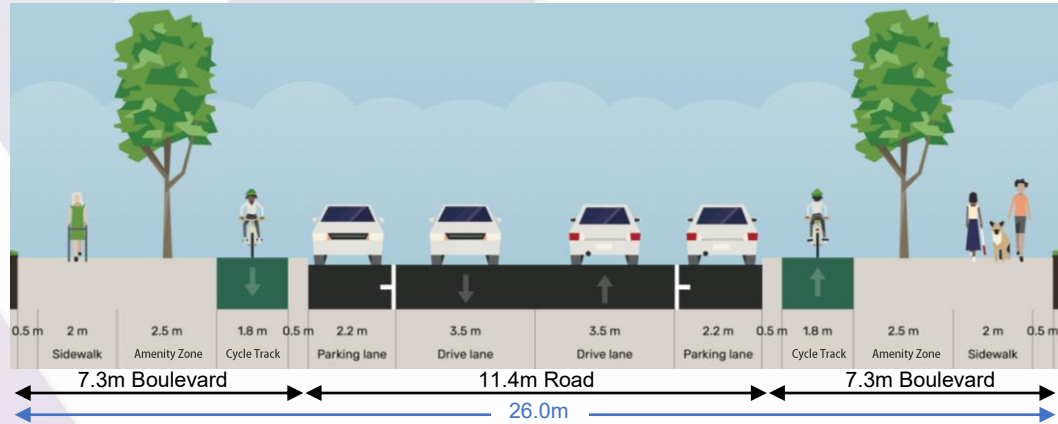 0.5 m 2 m 2.5 m 1.8 m 0.5 m 2.2 m 3.5 m 3.5 m 2.2 m 0.5 m 1.8 m 2.5 m 2 m 0.5 m
Sidewalk Amenity Zone Cycle Track Parking lane Drive lane Drive lane Parking lane Cycle Track Amenity Zone Sidewalk
7.3m Boulevard 11.4m Road 7.3m Boulevard
26.0m